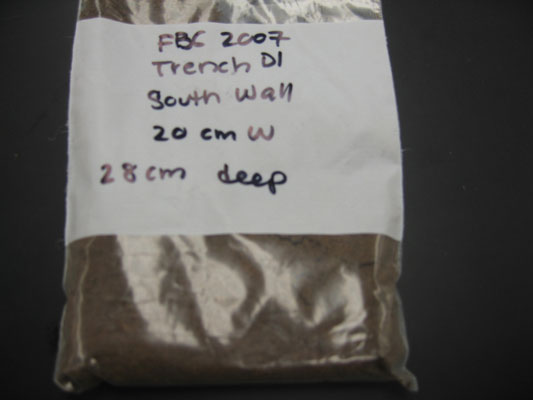 FBC 2007
Trench D1
South Wall
20 cm W
28 cm deep